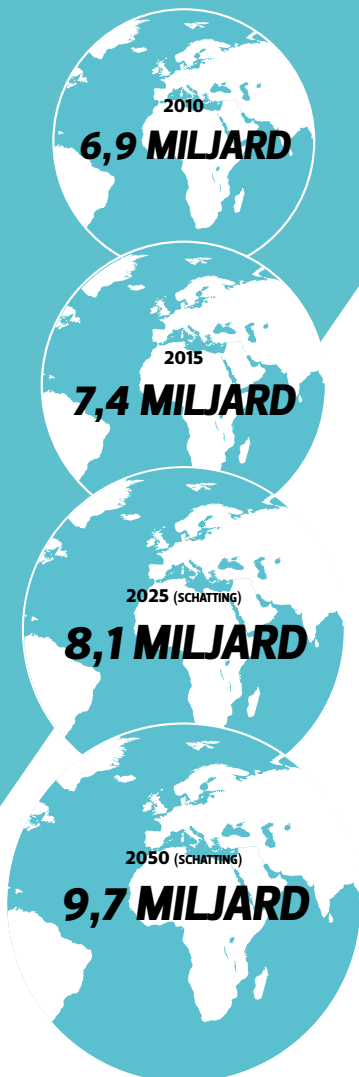 2010
6,9 MILJARD
2015
7,4 MILJARD
2025 (SCHATTING)
8,1 MILJARD
2050 (SCHATTING)
9,7 MILJARD